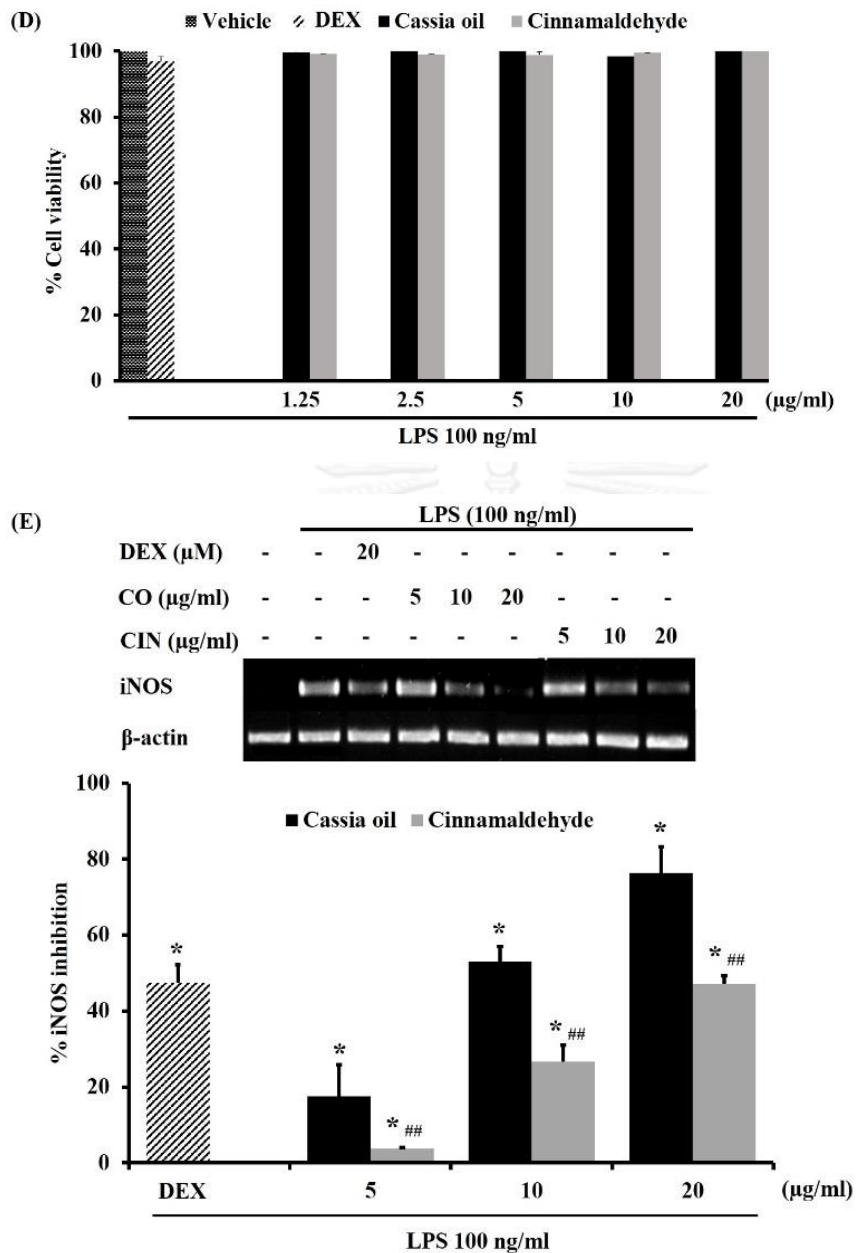 (D)
Vehicle DEX Cassia oil Cinnamaldehyde
% Cell viability
100
80
60
40
20
0
1.25 2.5 5 10 20 (µg/ml)
LPS 100 ng/ml
(E)
LPS (100 ng/ml)
DEX (µM) - - 20 - - - - - -
CO (µg/ml) - - - 5 10 20 - - -
CIN (µg/ml) - - - - - - 5 10 20
iNOS
β-actin
Cassia oil Cinnamaldehyde
% iNOS inhibition
100
80
60
40
20
0
* * * ## * * ## * * ##
DEX 5 10 20 (µg/ml)
LPS 100 ng/ml